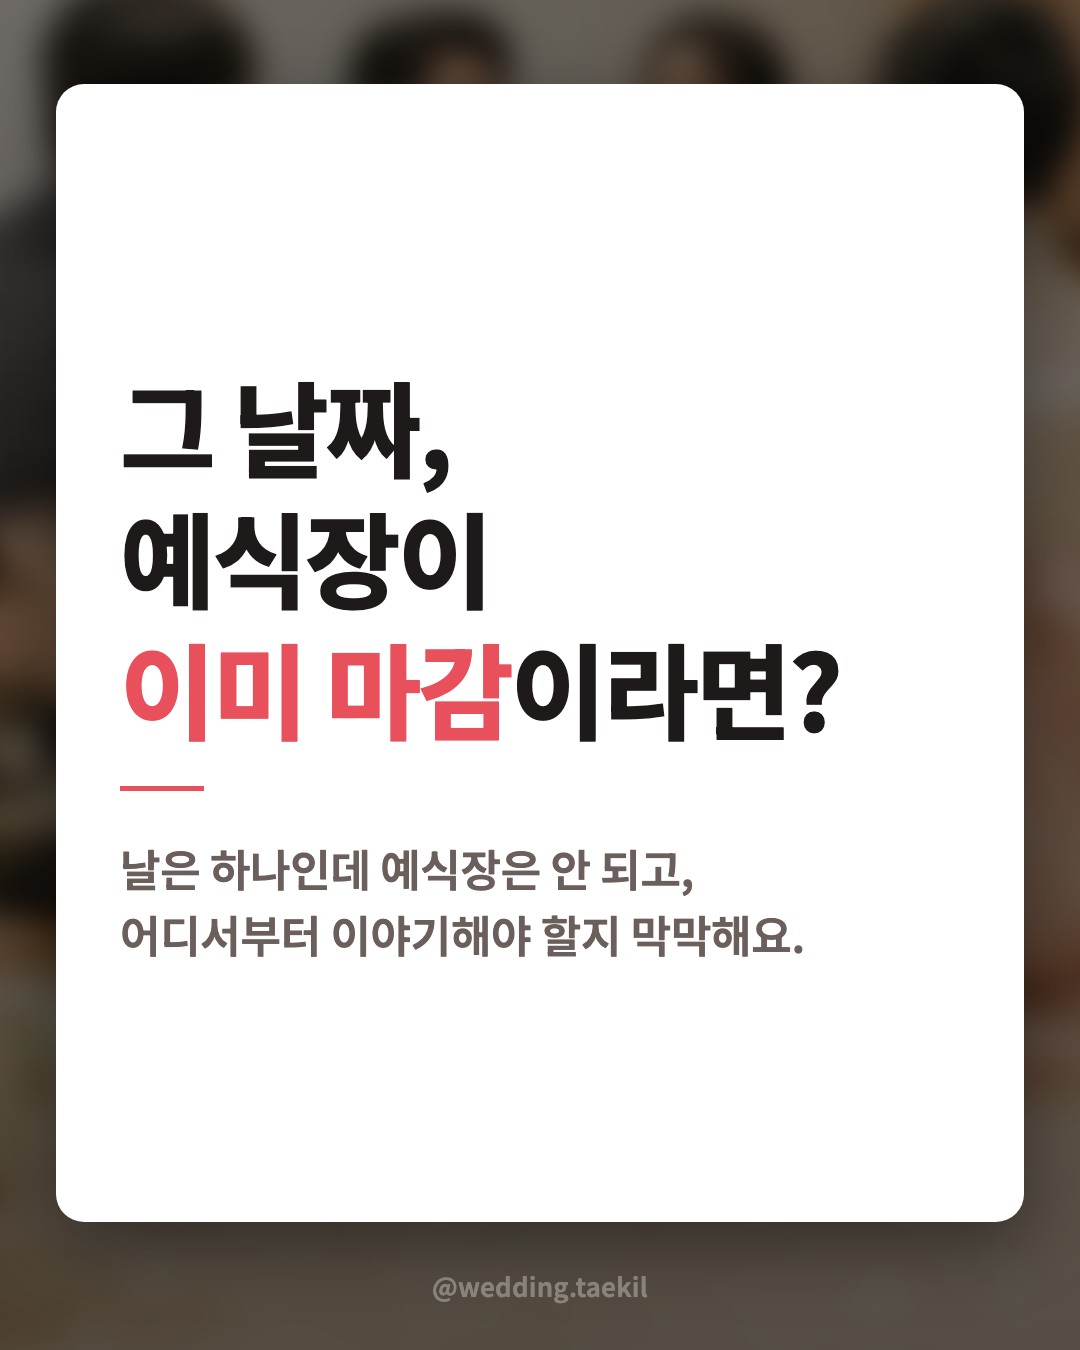 그 날짜,
예식장이
이미 마감이라면?
날은 하나인데 예식장은 안 되고,
어디서부터 이야기해야 할지 막막해요.
@wedding.taekil